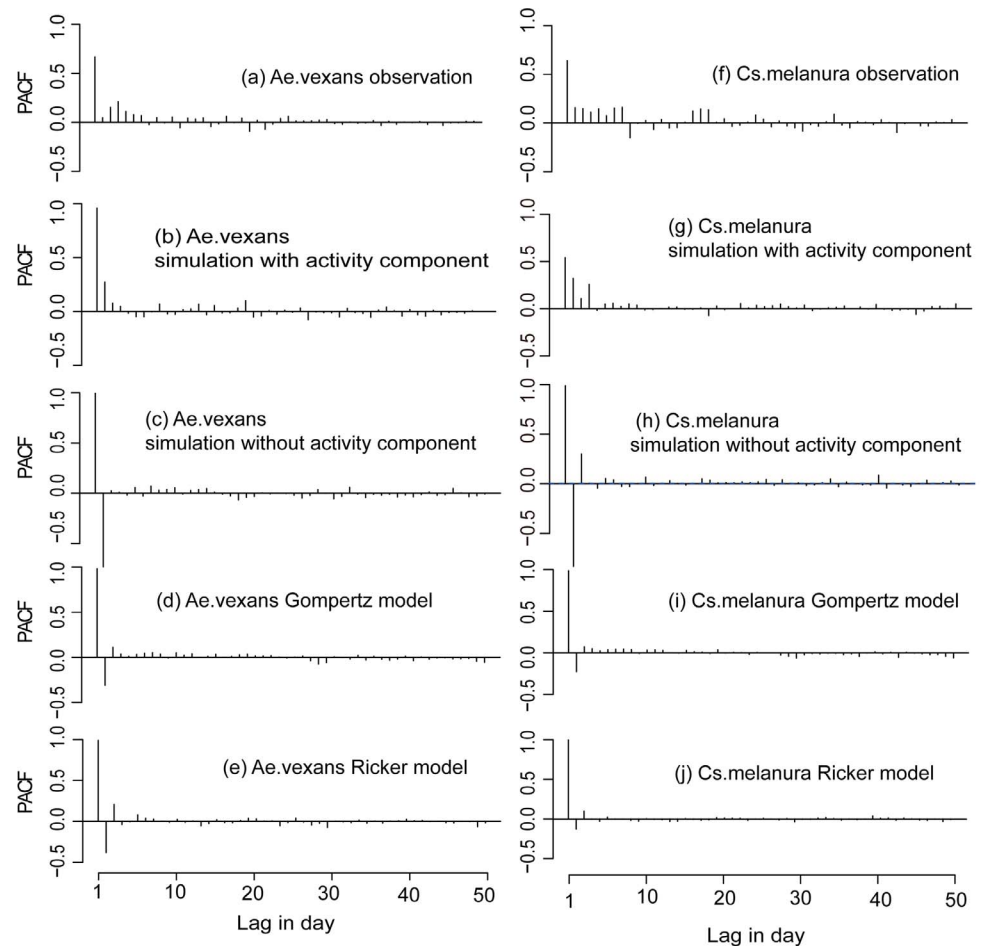 PACF
1.0
0.5
0.0
−0.5
(a) Ae.vexans observation
PACF
1.0
0.5
0.0
−0.5
(b) Ae.vexans
simulation with activity component
PACF
1.0
0.5
0.0
−0.5
(c) Ae.vexans
simulation without activity component
PACF
1.0
0.5
0.0
−0.5
(d) Ae.vexans Gompertz model
PACF
1.0
0.5
0.0
−0.5
(e) Ae.vexans Ricker model
1 10 20 30 40 50
Lag in day
1.0
0.5
0.0
−0.5
(f) Cs.melanura observation
1.0
0.5
0.0
−0.5
(g) Cs.melanura
simulation with activity component
1.0
0.5
0.0
−0.5
(h) Cs.melanura
simulation without activity component
1.0
0.5
0.0
−0.5
(i) Cs.melanura Gompertz model
1.0
0.5
0.0
−0.5
(j) Cs.melanura Ricker model
1 10 20 30 40 50
Lag in day